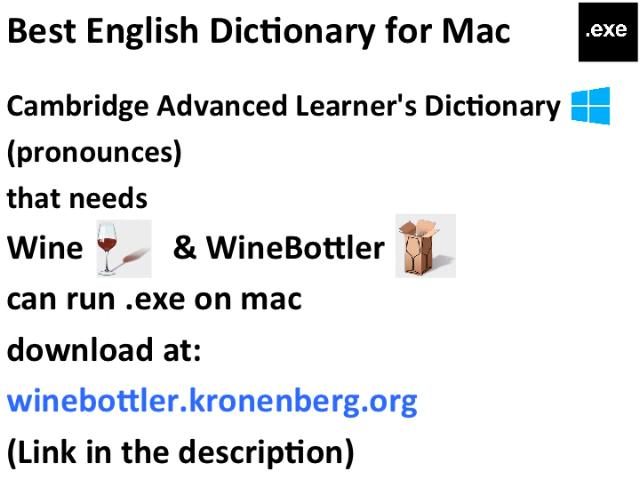 Best English Dictionary for Mac
.exe
Cambridge Advanced Learner's Dictionary
(pronounces)
that needs
Wine & WineBottler
can run .exe on mac
download at:
winebottler.kronenberg.org
(Link in the description)